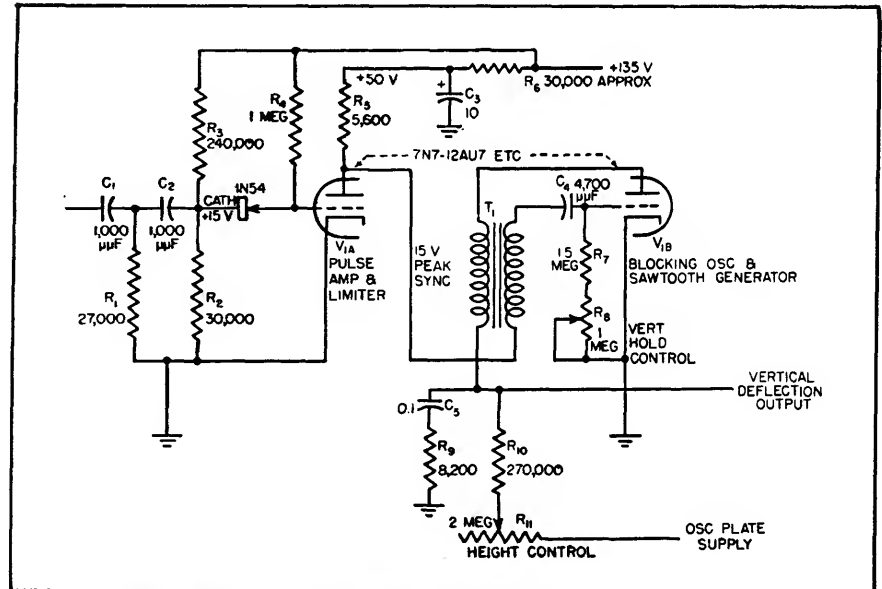 +135 V
R6 30,000 APPROX
+50 V
C3
10
+
R4
1 MEG
R5
5,600
R3
240,000
7N7-12AU7 ETC
C1
1,000
μμF
C2
1,000
μμF
CATH
+15 V
1N54
V1A
PULSE
AMP &
LIMITER
R1
27,000
R2
30,000
15 V
PEAK
SYNC
T1
C4 4,700
μμF
V1B
BLOCKING OSC &
SAWTOOTH GENERATOR
R7
R8
1
MEG
VERT
HOLD
CONTROL
VERTICAL
DEFLECTION
OUTPUT
0.1 C5
R9
8,200
R10
270,000
2 MEG R11
HEIGHT CONTROL
OSC PLATE
SUPPLY